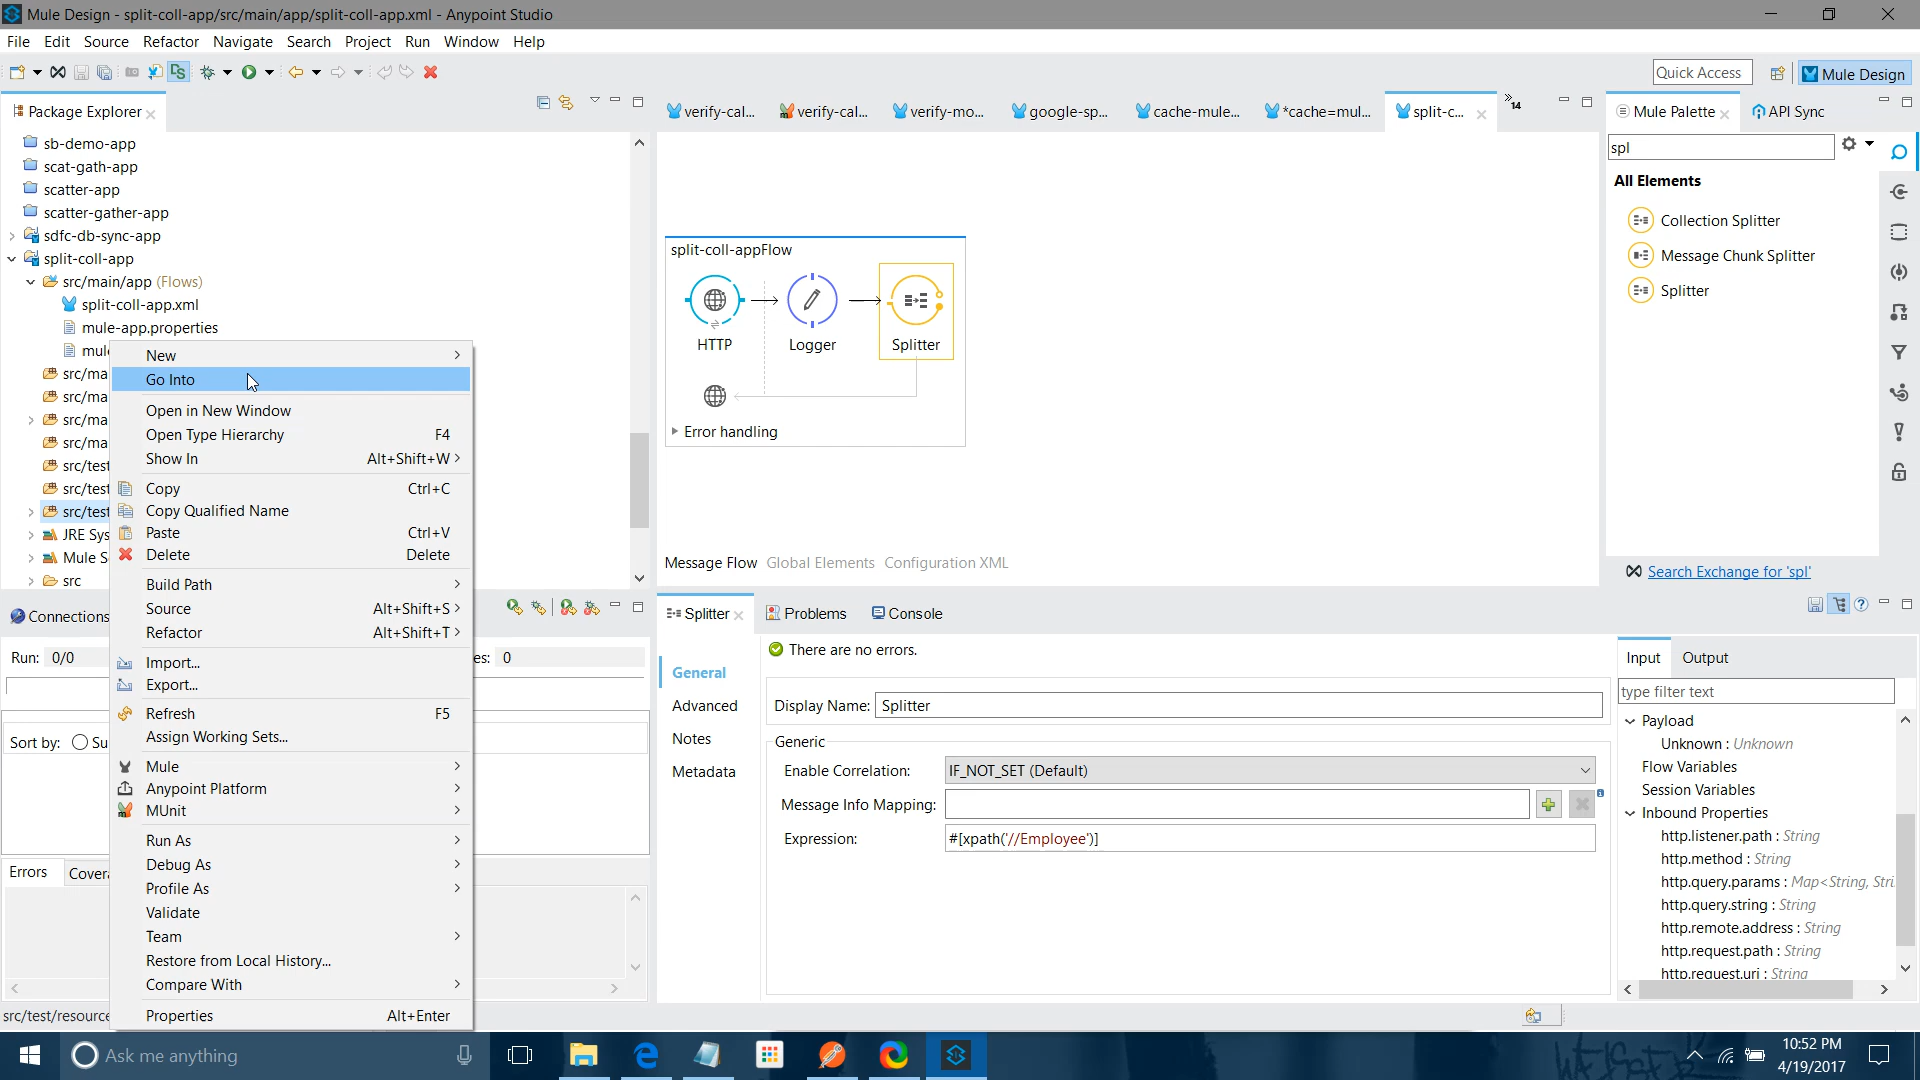 Mule Design - split-coll-app/src/main/app/split-coll-app.xml - Anypoint Studio
File Edit Source Refactor Navigate Search Project Run Window Help
Quick Access
Mule Design
Package Explorer
sb-demo-app
scat-gath-app
scatter-app
scatter-gather-app
sdfc-db-sync-app
split-coll-app
src/main/app (Flows)
split-coll-app.xml
mule-app.properties
mul
src/ma
src/ma
src/ma
src/ma
src/test
src/test
src/test
JRE Sys
Mule S
src
New
Go Into
Open in New Window
Open Type Hierarchy F4
Show In Alt+Shift+W
Copy Ctrl+C
Copy Qualified Name
Paste Ctrl+V
Delete Delete
Build Path
Source Alt+Shift+S
Refactor Alt+Shift+T
Import...
Export...
Refresh F5
Assign Working Sets...
Mule
Anypoint Platform
MUnit
Run As
Debug As
Profile As
Validate
Team
Restore from Local History...
Compare With
Properties Alt+Enter
Connections
Run: 0/0
es: 0
Sort by: Su
Errors Covera
src/test/resource
verify-cal... verify-cal... verify-mo... google-sp... cache-mule... *cache=mul... split-c... 14
split-coll-appFlow
HTTP Logger Splitter
Error handling
Message Flow Global Elements Configuration XML
Splitter Problems Console
There are no errors.
General
Advanced
Notes
Metadata
Display Name: Splitter
Generic
Enable Correlation: IF_NOT_SET (Default)
Message Info Mapping:
Expression: #[xpath('//Employee')]
Mule Palette API Sync
spl
All Elements
Collection Splitter
Message Chunk Splitter
Splitter
Search Exchange for 'spl'
Input Output
type filter text
Payload
Unknown : Unknown
Flow Variables
Session Variables
Inbound Properties
http.listener.path : String
http.method : String
http.query.params : Map<String, Stri
http.query.string : String
http.remote.address : String
http.request.path : String
http.request.uri : String
Ask me anything
10:52 PM
4/19/2017